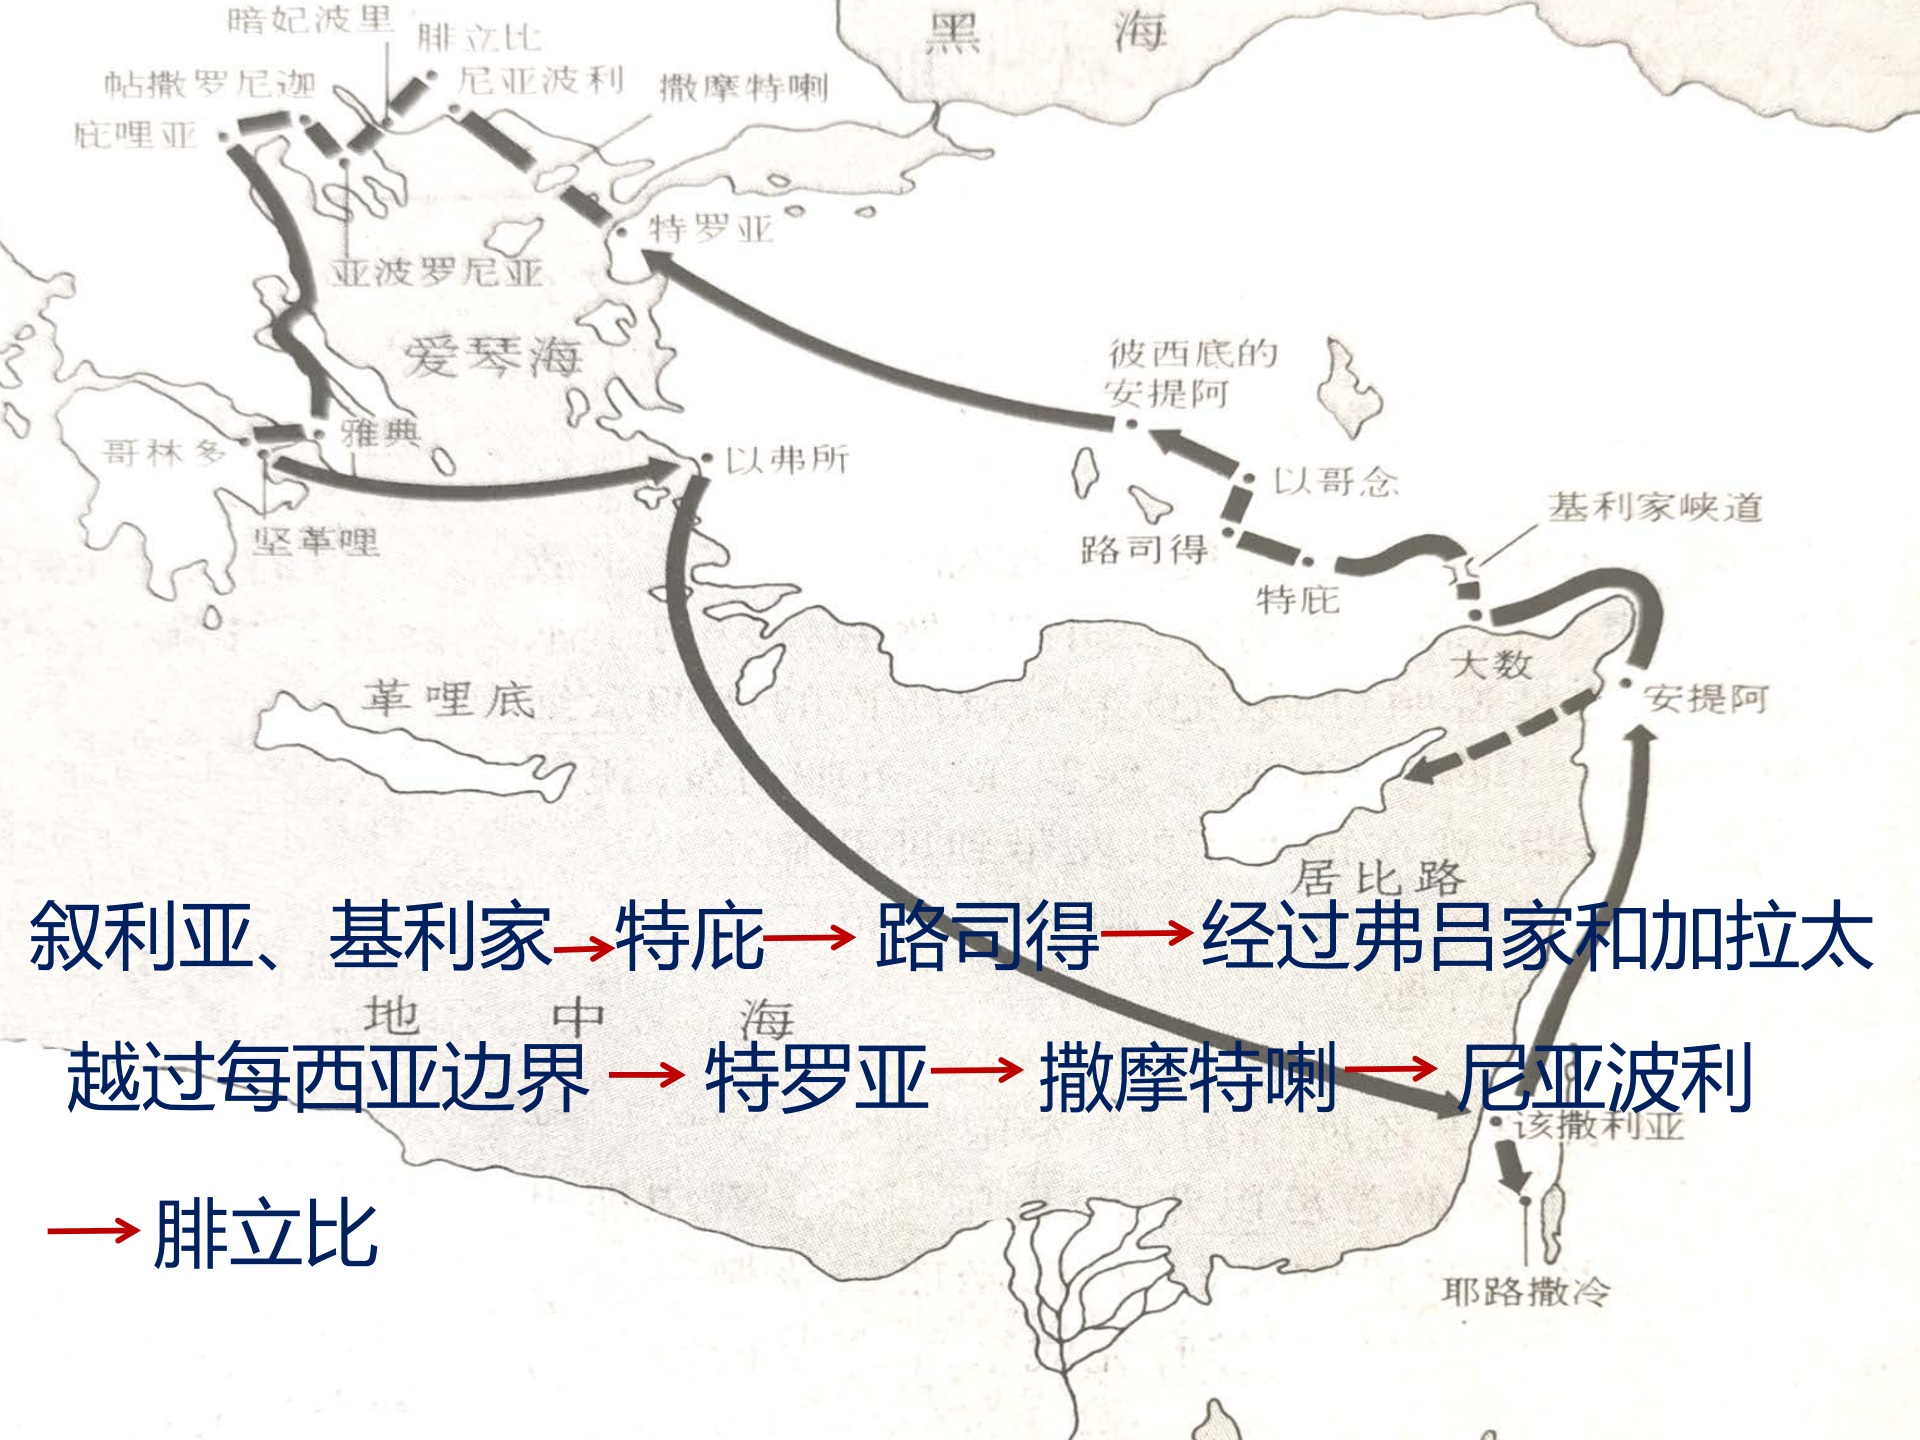 黑 海
暗妃波里
腓立比
帖撒罗尼迦
尼亚波利
撒摩特喇
庇哩亚
特罗亚
亚波罗尼亚
爱琴海
彼西底的
安提阿
哥林多
雅典
以弗所
以哥念
基利家峡道
坚革哩
路司得
特庇
大数
革哩底
安提阿
居比路
叙利亚、基利家→特庇→路司得→经过弗吕家和加拉太
地 中 海
越过每西亚边界→特罗亚→撒摩特喇→尼亚波利
该撒利亚
→腓立比
耶路撒冷